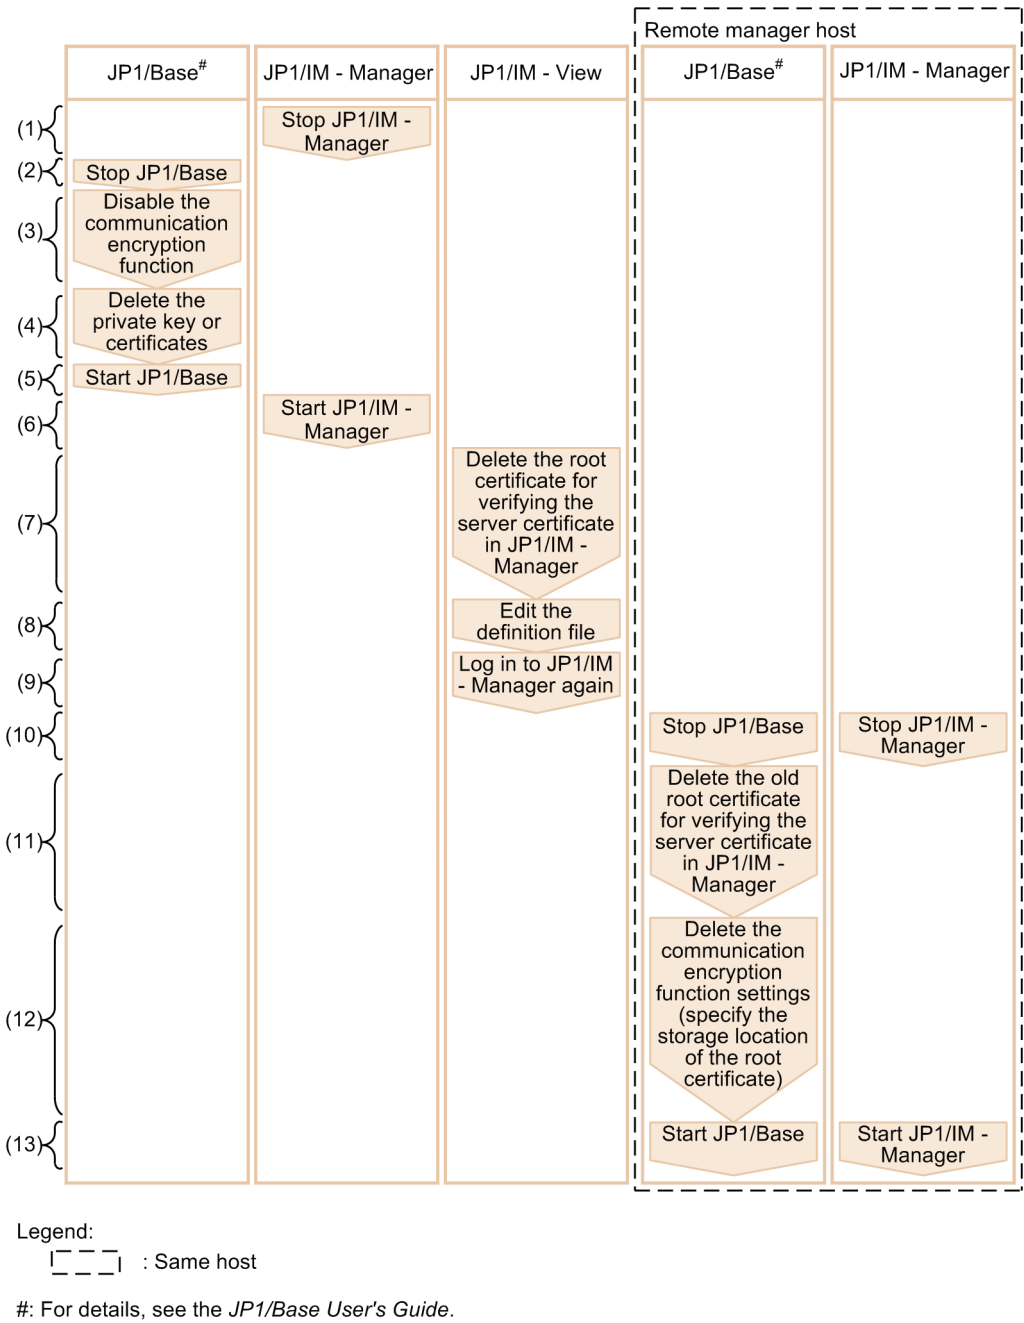 Remote manager host
JP1/Base#
JP1/IM - Manager
JP1/IM - View
JP1/Base#
JP1/IM - Manager
(1)
Stop JP1/IM -
Manager
(2)
Stop JP1/Base
(3)
Disable the
communication
encryption
function
(4)
Delete the
private key or
certificates
(5)
Start JP1/Base
(6)
Start JP1/IM -
Manager
(7)
Delete the root
certificate for
verifying the
server certificate
in JP1/IM -
Manager
(8)
Edit the
definition file
(9)
Log in to JP1/IM
- Manager again
(10)
Stop JP1/Base
Stop JP1/IM -
Manager
(11)
Delete the old
root certificate
for verifying the
server certificate
in JP1/IM -
Manager
(12)
Delete the
communication
encryption
function settings
(specify the
storage location
of the root
certificate)
(13)
Start JP1/Base
Start JP1/IM -
Manager
Legend:
: Same host
#: For details, see the JP1/Base User's Guide.